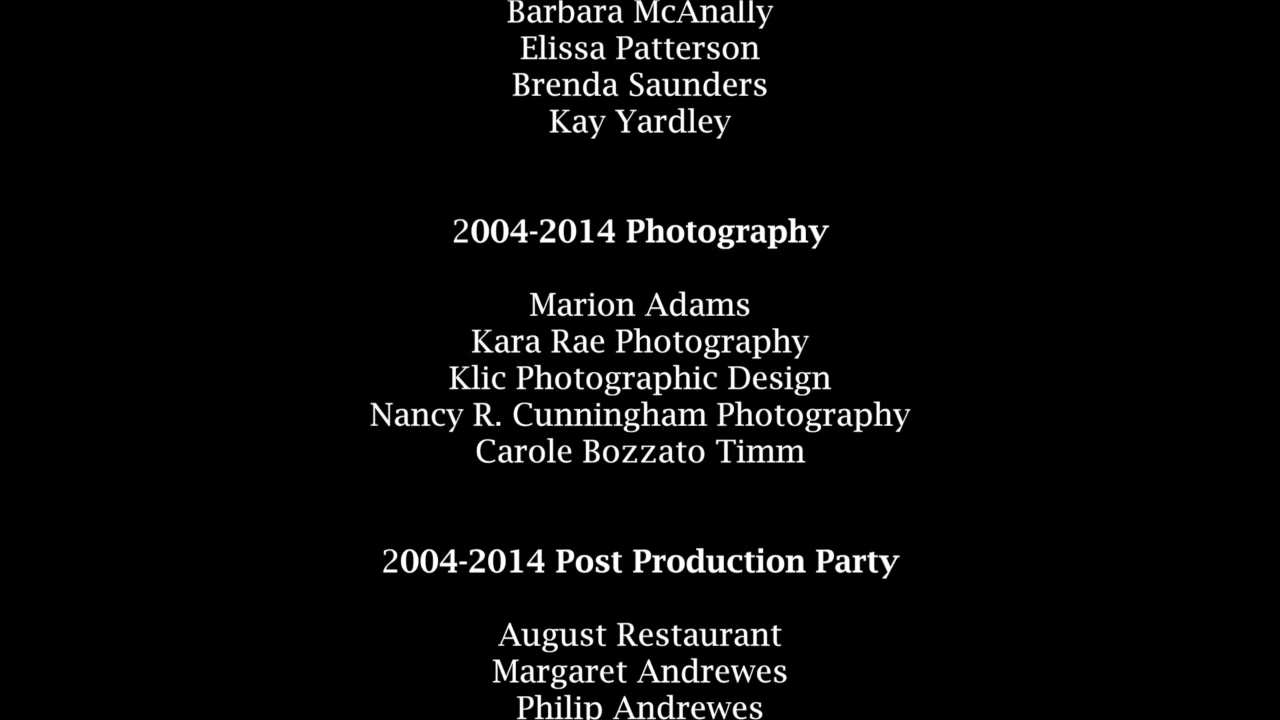 Barbara McAnally
Elissa Patterson
Brenda Saunders
Kay Yardley
2004-2014 Photography
Marion Adams
Kara Rae Photography
Klic Photographic Design
Nancy R. Cunningham Photography
Carole Bozzato Timm
2004-2014 Post Production Party
August Restaurant
Margaret Andrewes
Philip Andrewes